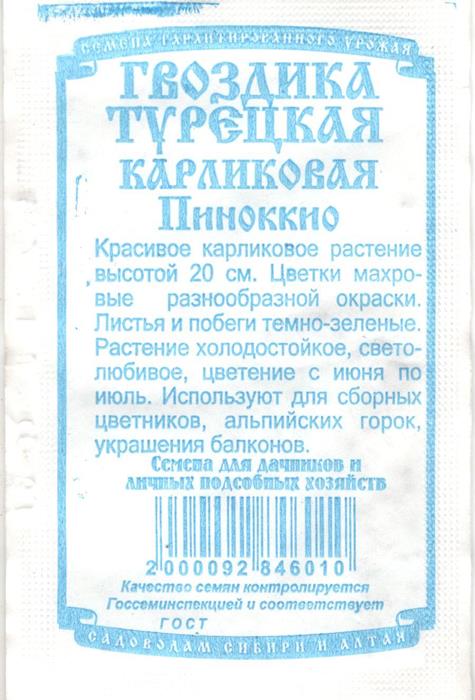 СЕМЕНА ГАРАНТИРОВАННОГО УРОЖАЯ
ГВОЗДИКА
ТУРЕЦКАЯ
КАРЛИКОВАЯ
Пиноккио
Красивое карликовое растение
высотой 20 см. Цветки махро-
вые разнообразной окраски.
Листья и побеги темно-зеленые.
Растение холодостойкое, свето-
любивое, цветение с июня по
июль. Используют для сборных
цветников, альпийских горок,
украшения балконов.
Семена для дачников и
личных подсобных хозяйств
2 000092 846010
Качество семян контролируется
Госсеминспекцией и соответствует
ГОСТ
САДОВОДАМ СИБИРИ И АЛТАЯ